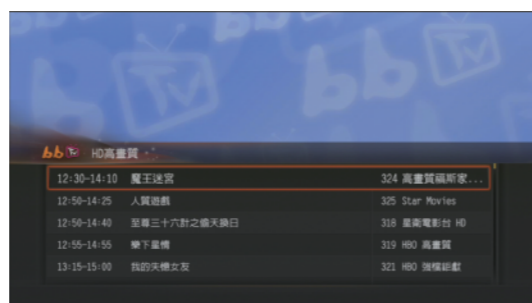 bb TV HD高畫質
12:30-14:10 魔王迷宮 324 高畫質福斯家...
12:50-14:25 人質遊戲 325 Star Movies
12:50-14:40 至尊三十六計之偷天換日 318 星衛電影台 HD
12:55-14:55 樂下星情 319 HBO 高畫質
13:15-15:00 我的失憶女友 321 HBO 強檔鉅獻